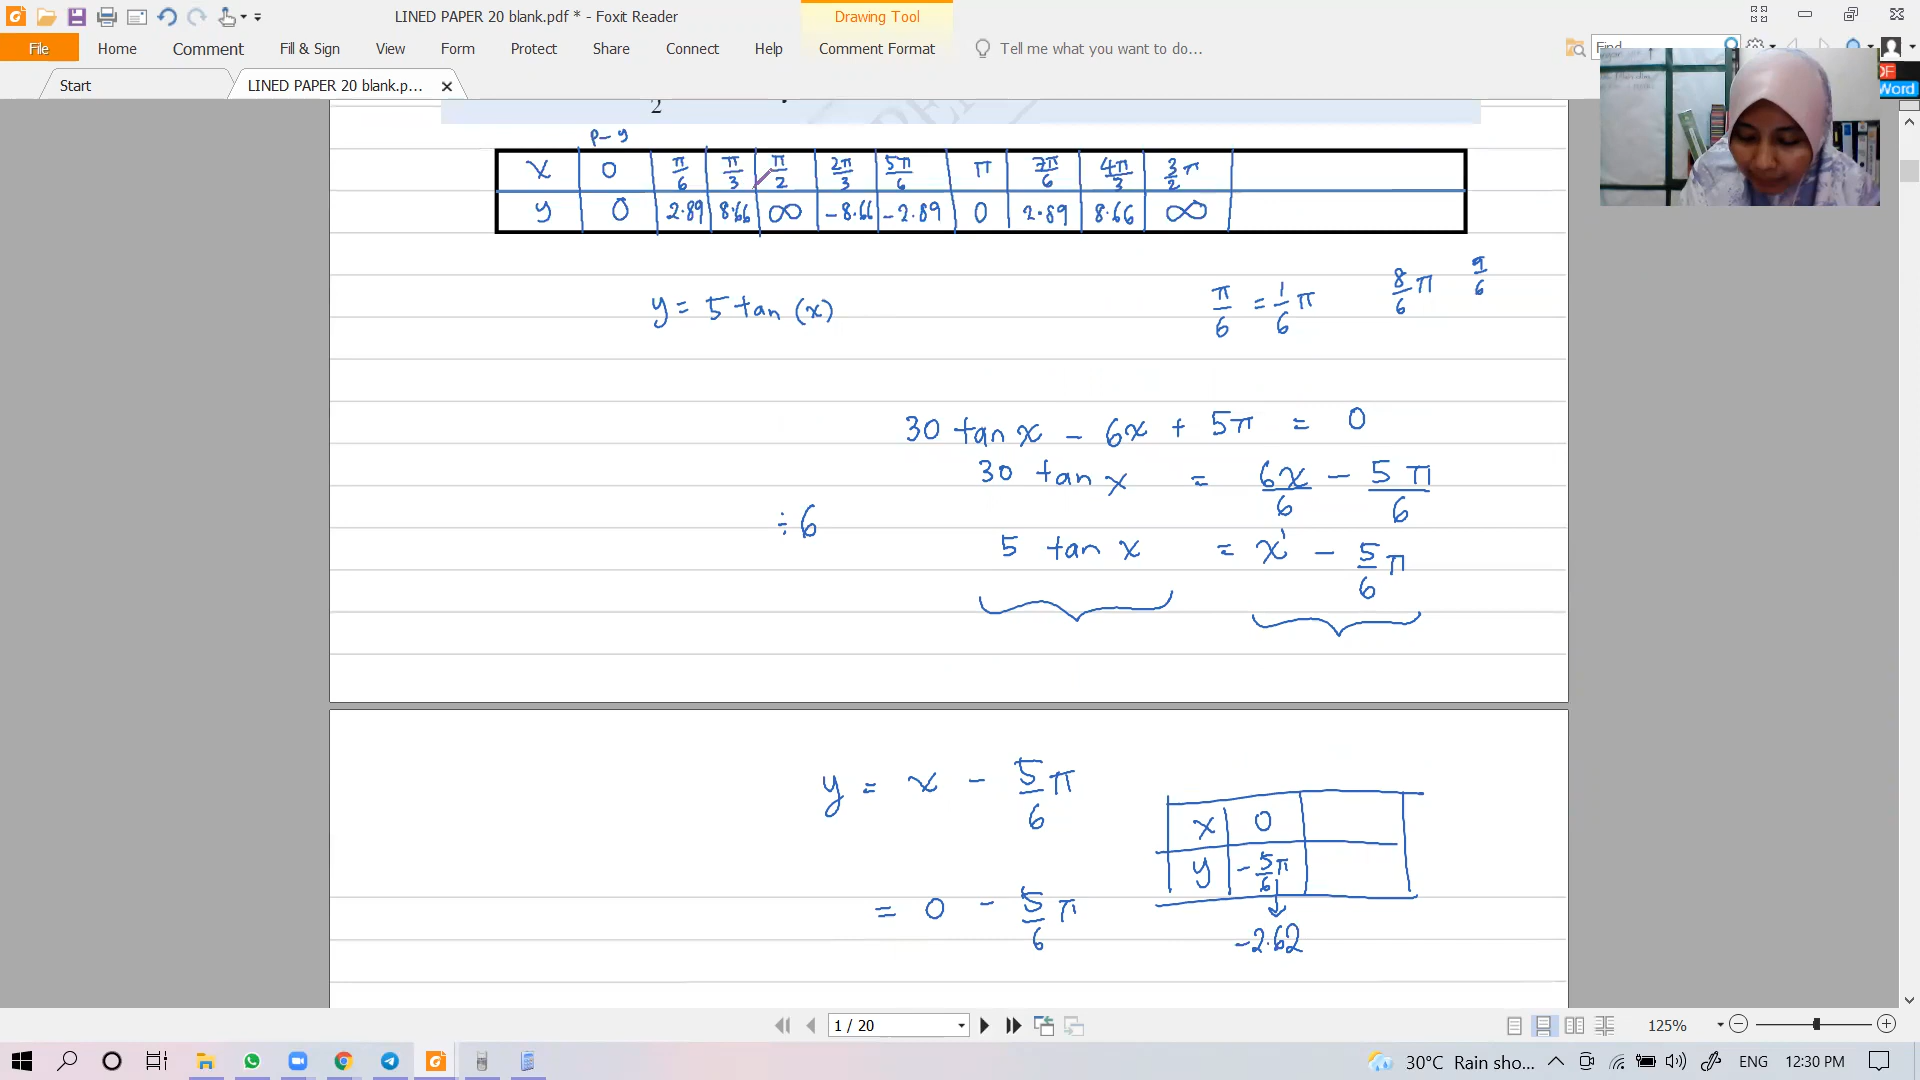 LINED PAPER 20 blank.pdf * - Foxit Reader
Drawing Tool
File Home Comment Fill & Sign View Form Protect Share Connect Help Comment Format Tell me what you want to do... Find
Start LINED PAPER 20 blank.p...
Word
2
P-y
x 0 π/6 π/3 π/2 2π/3 5π/6 π 7π/6 4π/3 3/2 π
y 0 2.89 8.66 ∞ -8.66 -2.89 0 2.89 8.66 ∞
y = 5 tan (x)
π/6 = 1/6 π
8/6 π
9/6
30 tan x - 6x + 5π = 0
30 tan x = 6x/6 - 5π/6
÷ 6
5 tan x = x - 5/6 π
y = x - 5/6 π
x 0
y -5/6 π
= 0 - 5/6 π
-2.62
1 / 20
125%
30°C Rain sho...
ENG
12:30 PM